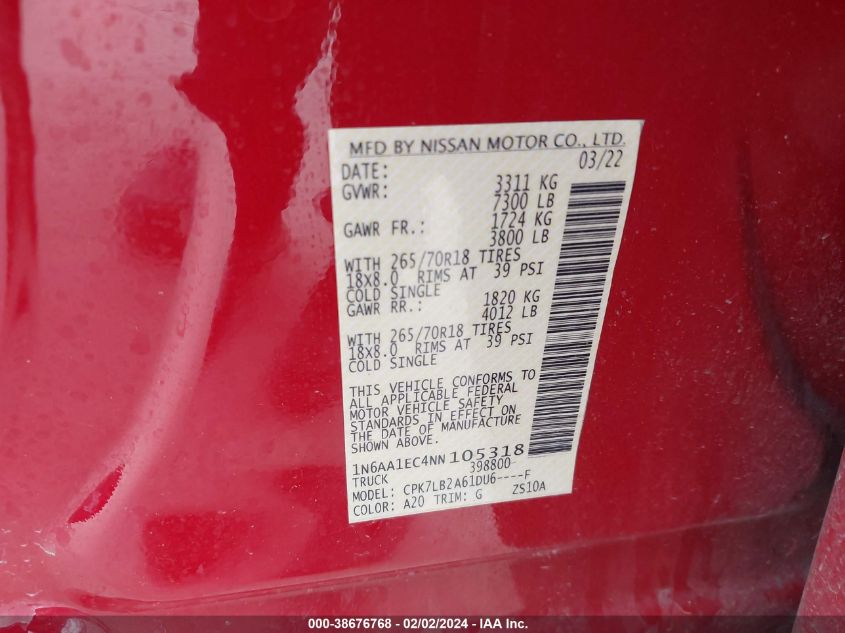 MFD BY NISSAN MOTOR CO., LTD.
DATE: 03/22
GVWR: 3311 KG
7300 LB
GAWR FR.: 1724 KG
3800 LB
WITH 265/70R18 TIRES
18X8.0 RIMS AT 39 PSI
COLD SINGLE
GAWR RR.: 1820 KG
4012 LB
WITH 265/70R18 TIRES
18X8.0 RIMS AT 39 PSI
COLD SINGLE
THIS VEHICLE CONFORMS TO
ALL APPLICABLE FEDERAL
MOTOR VEHICLE SAFETY
STANDARDS IN EFFECT ON
THE DATE OF MANUFACTURE
SHOWN ABOVE.
1N6AA1EC4NN105318
TRUCK 398800
MODEL: CPK7LB2A61DU6----F
COLOR: A20 TRIM: G ZS10A
000-38676768 - 02/02/2024 - IAA Inc.